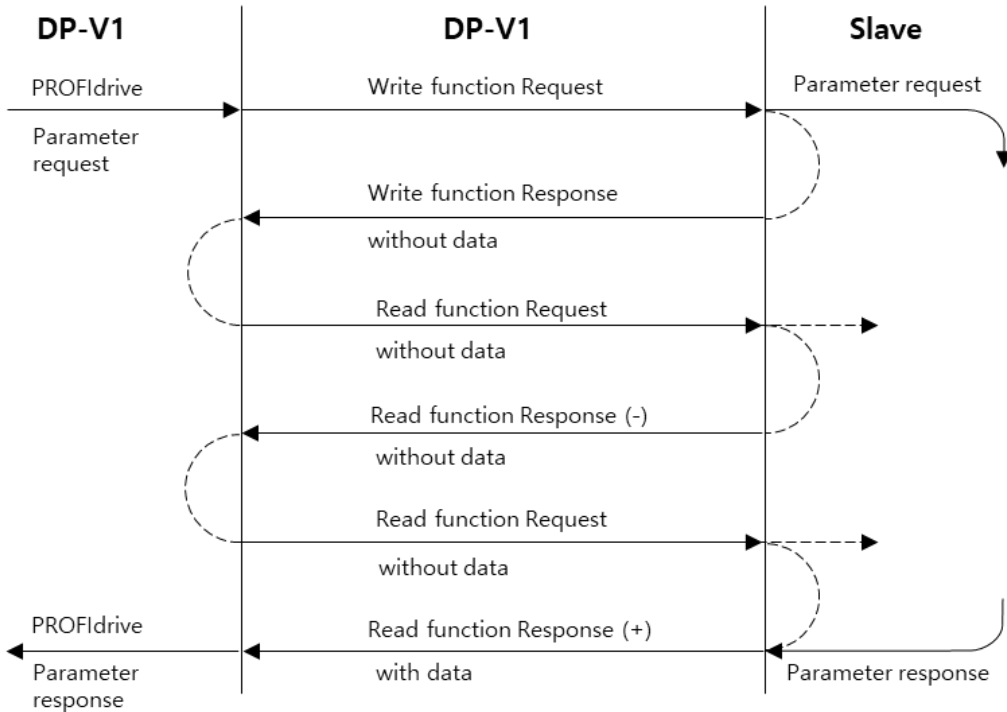 DP-V1
DP-V1
Slave
PROFIdrive
Write function Request
Parameter request
Parameter
request
Write function Response
without data
Read function Request
without data
Read function Response (-)
without data
Read function Request
without data
PROFIdrive
Read function Response (+)
Parameter
with data
Parameter response
response